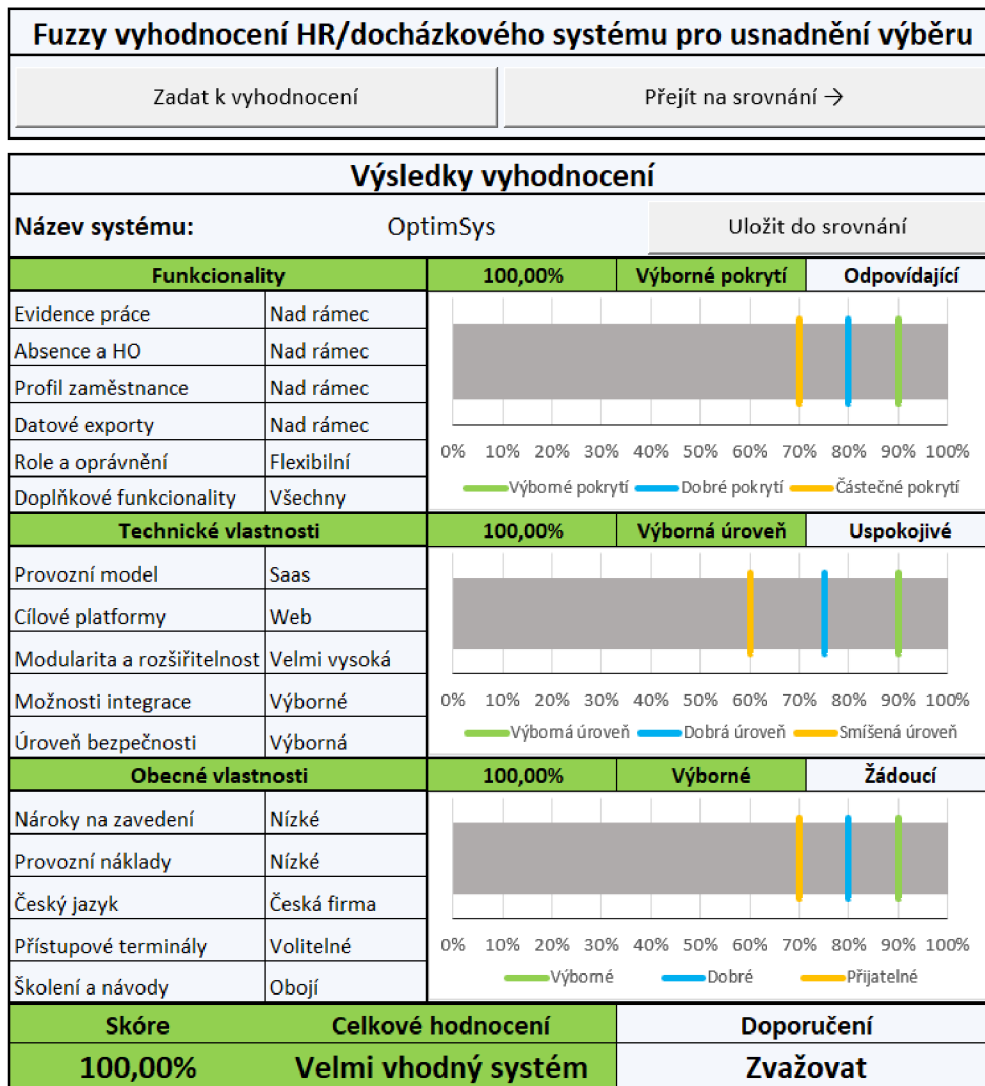 Fuzzy vyhodnocení HR/docházkového systému pro usnadnění výběru
Zadat k vyhodnocení Přejít na srovnání →
Výsledky vyhodnocení
Název systému: OptimSys Uložit do srovnání
Funkcionality 100,00% Výborné pokrytí Odpovídající
Evidence práce Nad rámec
Absence a HO Nad rámec
Profil zaměstnance Nad rámec
Datové exporty Nad rámec
Role a oprávnění Flexibilní
Doplňkové funkcionality Všechny
0% 10% 20% 30% 40% 50% 60% 70% 80% 90% 100%
Výborné pokrytí Dobré pokrytí Částečné pokrytí
Technické vlastnosti 100,00% Výborná úroveň Uspokojivé
Provozní model Saas
Cílové platformy Web
Modularita a rozšiřitelnost Velmi vysoká
Možnosti integrace Výborné
Úroveň bezpečnosti Výborná
0% 10% 20% 30% 40% 50% 60% 70% 80% 90% 100%
Výborná úroveň Dobrá úroveň Smíšená úroveň
Obecné vlastnosti 100,00% Výborné Žádoucí
Nároky na zavedení Nízké
Provozní náklady Nízké
Český jazyk Česká firma
Přístupové terminály Volitelné
Školení a návody Obojí
0% 10% 20% 30% 40% 50% 60% 70% 80% 90% 100%
Výborné Dobré Přijatelné
Skóre Celkové hodnocení Doporučení
100,00% Velmi vhodný systém Zvažovat